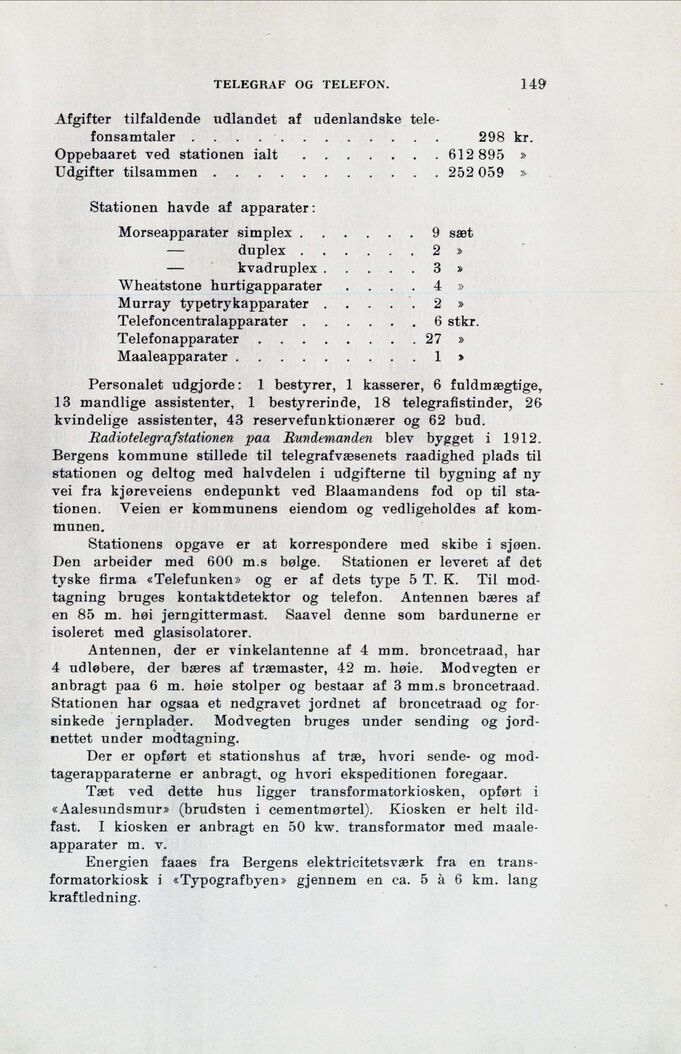 TELEGRAF OG TELEFON. 149
Afgifter tilfaldende udlandet af udenlandske tele-
fonsamtaler . . . . . . . . . . . . 298 kr.
Oppebaaret ved stationen ialt . . . . . . . 612 895 »
Udgifter tilsammen . . . . . . . . . . . 252 059 »
Stationen havde af apparater:
Morseapparater simplex . . . . . . 9 sæt
— duplex . . . . . . 2 »
— kvadruplex . . . . . 3 »
Wheatstone hurtigapparater . . . . 4 »
Murray typetrykapparater . . . . . 2 »
Telefoncentralapparater . . . . . . 6 stkr.
Telefonapparater . . . . . . . . 27 »
Maaleapparater . . . . . . . . . 1 »
Personalet udgjorde: 1 bestyrer, 1 kasserer, 6 fuldmægtige,
13 mandlige assistenter, 1 bestyrerinde, 18 telegrafistinder, 26
kvindelige assistenter, 43 reservefunktionærer og 62 bud.
Radiotelegrafstationen paa Rundemanden blev bygget i 1912.
Bergens kommune stillede til telegrafvæsenets raadighed plads til
stationen og deltog med halvdelen i udgifterne til bygning af ny
vei fra kjøreveiens endepunkt ved Blaamandens fod op til sta-
tionen. Veien er kommunens eiendom og vedligeholdes af kom-
munen.
Stationens opgave er at korrespondere med skibe i sjøen.
Den arbeider med 600 m.s bølge. Stationen er leveret af det
tyske firma «Telefunken» og er af dets type 5 T. K. Til mod-
tagning bruges kontaktdetektor og telefon. Antennen bæres af
en 85 m. høi jerngittermast. Saavel denne som bardunerne er
isoleret med glasisolatorer.
Antennen, der er vinkelantenne af 4 mm. broncetraad, har
4 udløbere, der bæres af træmaster, 42 m. høie. Modvegten er
anbragt paa 6 m. høie stolper og bestaar af 3 mm.s broncetraad.
Stationen har ogsaa et nedgravet jordnet af broncetraad og for-
sinkede jernplader. Modvegten bruges under sending og jord-
nettet under modtagning.
Der er opført et stationshus af træ, hvori sende- og mod-
tagerapparaterne er anbragt, og hvori ekspeditionen foregaar.
Tæt ved dette hus ligger transformatorkiosken, opført i
«Aalesundsmur» (brudsten i cementmørtel). Kiosken er helt ild-
fast. I kiosken er anbragt en 50 kw. transformator med maale-
apparater m. v.
Energien faaes fra Bergens elektricitetsværk fra en trans-
formatorkiosk i «Typografbyen» gjennem en ca. 5 à 6 km. lang
kraftledning.